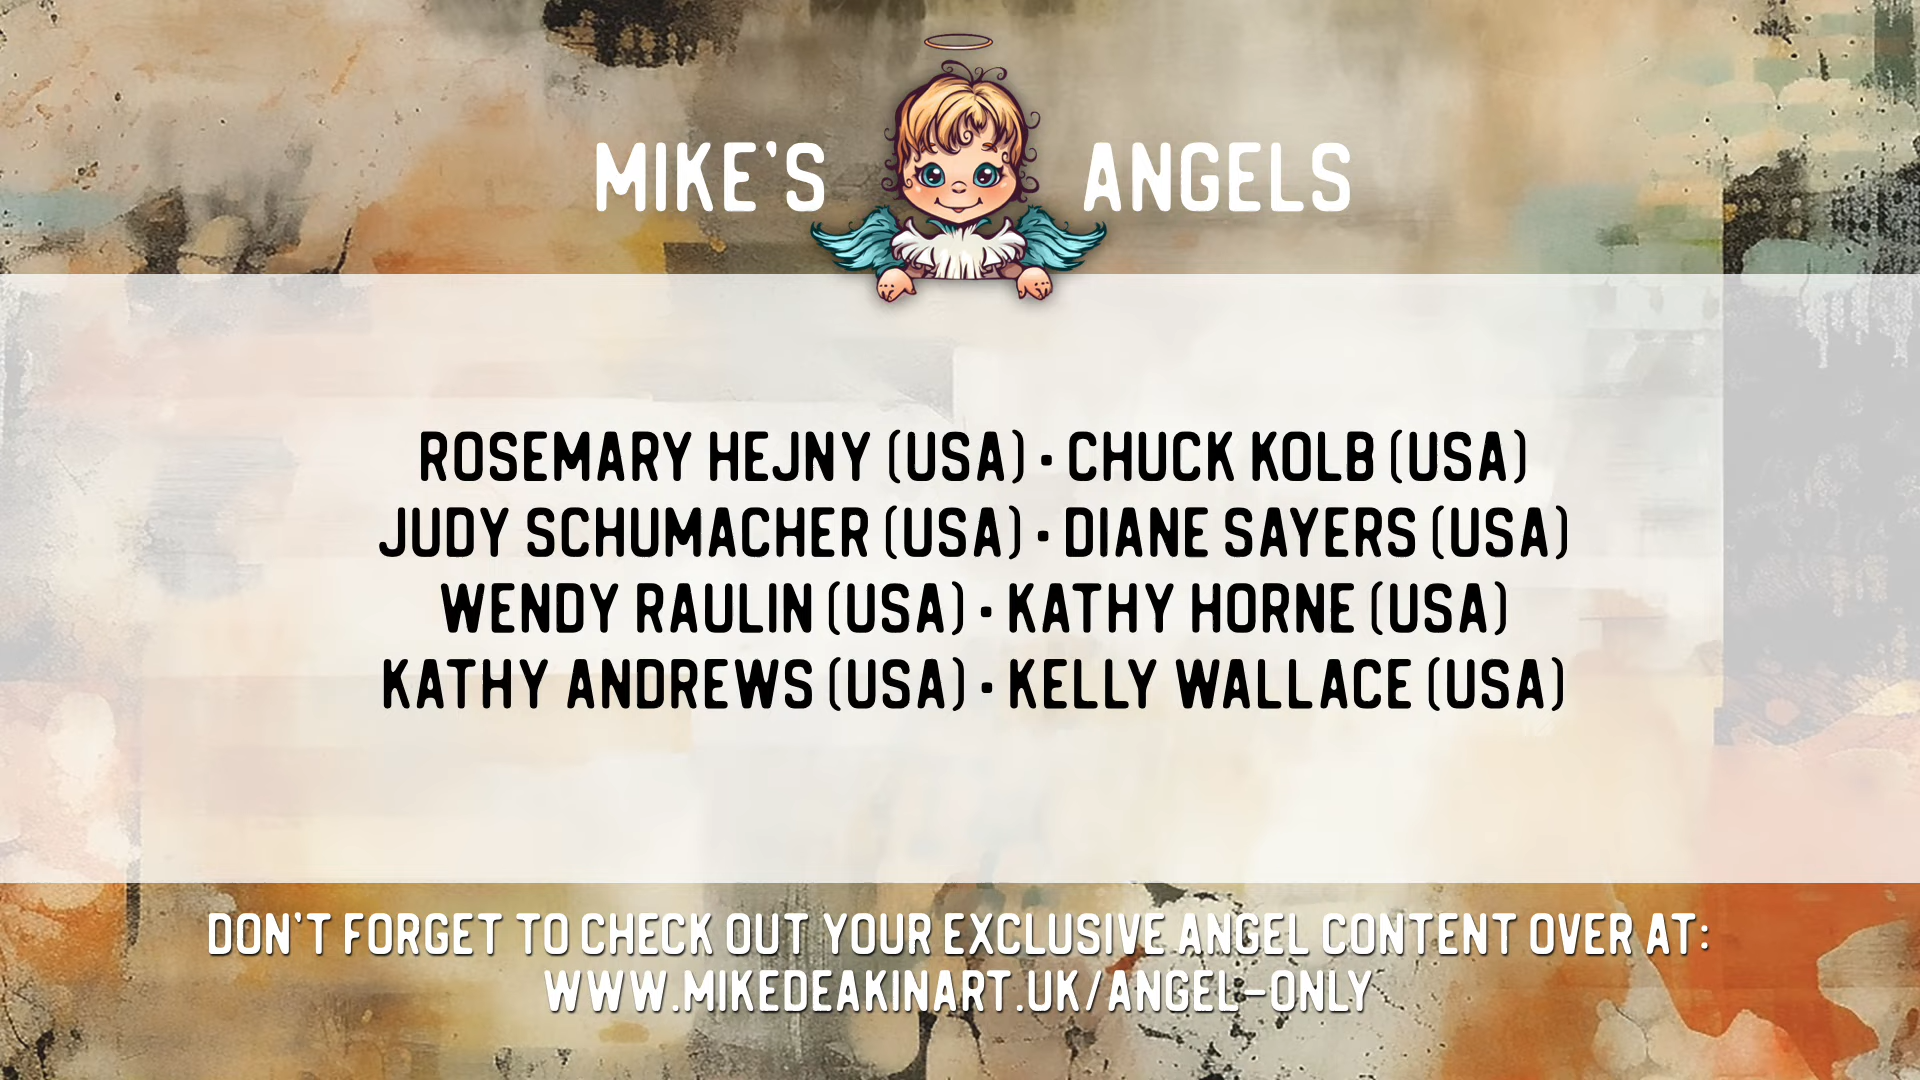 MIKE'S ANGELS
ROSEMARY HEJNY (USA) • CHUCK KOLB (USA)
JUDY SCHUMACHER (USA) • DIANE SAYERS (USA)
WENDY RAULIN (USA) • KATHY HORNE (USA)
KATHY ANDREWS (USA) • KELLY WALLACE (USA)
DON'T FORGET TO CHECK OUT YOUR EXCLUSIVE ANGEL CONTENT OVER AT:
WWW.MIKEDEAKINART.UK/ANGEL-ONLY